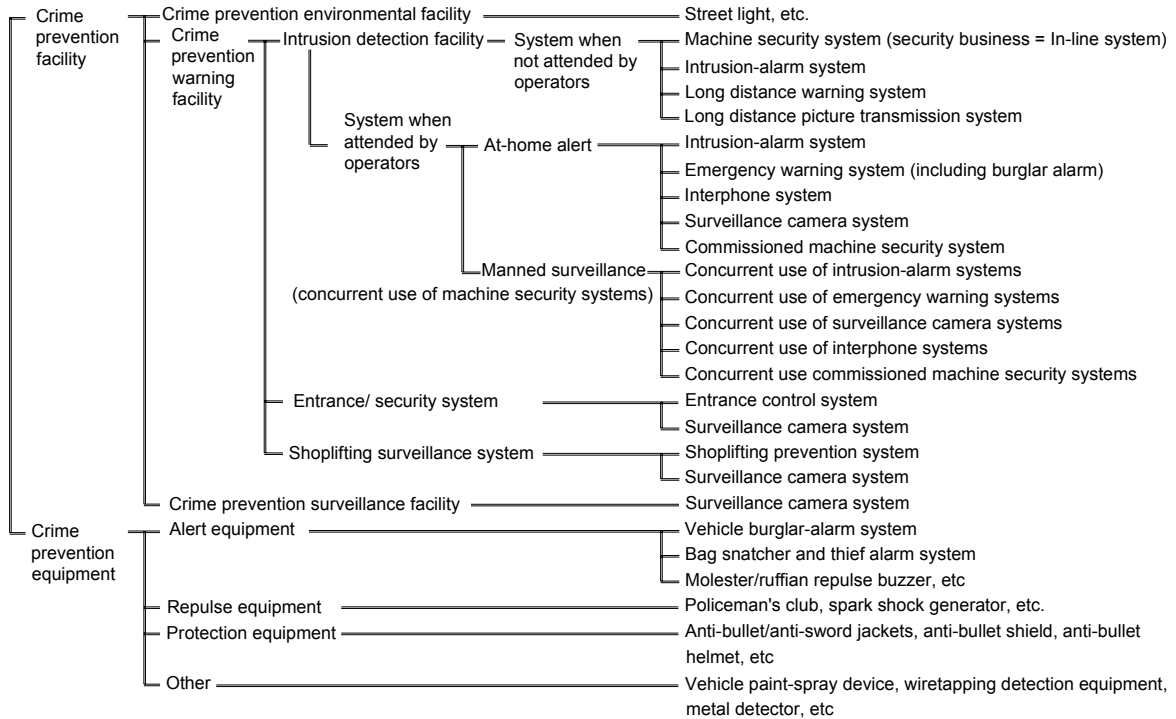 Crime prevention facility
Crime prevention environmental facility
Street light, etc.
Crime prevention warning facility
Intrusion detection facility
System when not attended by operators
Machine security system (security business = In-line system)
Intrusion-alarm system
Long distance warning system
Long distance picture transmission system
System when attended by operators
At-home alert
Intrusion-alarm system
Emergency warning system (including burglar alarm)
Interphone system
Surveillance camera system
Commissioned machine security system
Manned surveillance
(concurrent use of machine security systems)
Concurrent use of intrusion-alarm systems
Concurrent use of emergency warning systems
Concurrent use of surveillance camera systems
Concurrent use of interphone systems
Concurrent use commissioned machine security systems
Entrance/ security system
Entrance control system
Surveillance camera system
Shoplifting surveillance system
Shoplifting prevention system
Surveillance camera system
Crime prevention surveillance facility
Surveillance camera system
Crime prevention equipment
Alert equipment
Vehicle burglar-alarm system
Bag snatcher and thief alarm system
Molester/ruffian repulse buzzer, etc
Repulse equipment
Policeman's club, spark shock generator, etc.
Protection equipment
Anti-bullet/anti-sword jackets, anti-bullet shield, anti-bullet
helmet, etc
Other
Vehicle paint-spray device, wiretapping detection equipment,
metal detector, etc